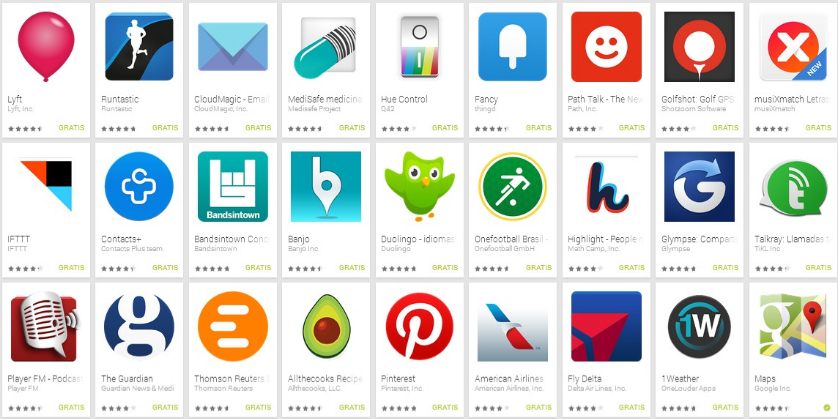 Lyft
Lyft, Inc.
GRATIS
Runtastic
Runtastic
GRATIS
CloudMagic - Email
CloudMagic, Inc.
GRATIS
MediSafe medicina
Medisafe Project
GRATIS
Hue Control
Q42
GRATIS
Fancy
thingd
GRATIS
Path Talk - The New
Path, Inc.
GRATIS
Golfshot: Golf GPS
Shotzoom Software
GRATIS
X
NEW
musiXmatch Letras
musiXmatch
GRATIS
IFTTT
IFTTT
GRATIS
Contacts+
Contacts Plus team
GRATIS
Bandsintown
Bandsintown Conc
Bandsintown
GRATIS
Banjo
Banjo Inc
GRATIS
Duolingo - idiomas
Duolingo
GRATIS
Onefootball Brasil -
Onefootball GmbH
GRATIS
h
Highlight - People n
Math Camp, Inc.
GRATIS
G
Glympse: Comparta
Glympse, Inc
GRATIS
t
Talkray: Llamadas t
TiKL Inc.
GRATIS
Player FM - Podcas
Player FM
GRATIS
g
The Guardian
Guardian News & Medi
GRATIS
Thomson Reuters
Thomson Reuters
GRATIS
Allthecooks Recipe
Allthecooks, LLC.
GRATIS
P
Pinterest
Pinterest, Inc.
GRATIS
American Airlines
American Airlines, Inc.
GRATIS
Fly Delta
Delta Air Lines, Inc.
GRATIS
1W
1Weather
OneLouder Apps
GRATIS
g
Maps
Google Inc.